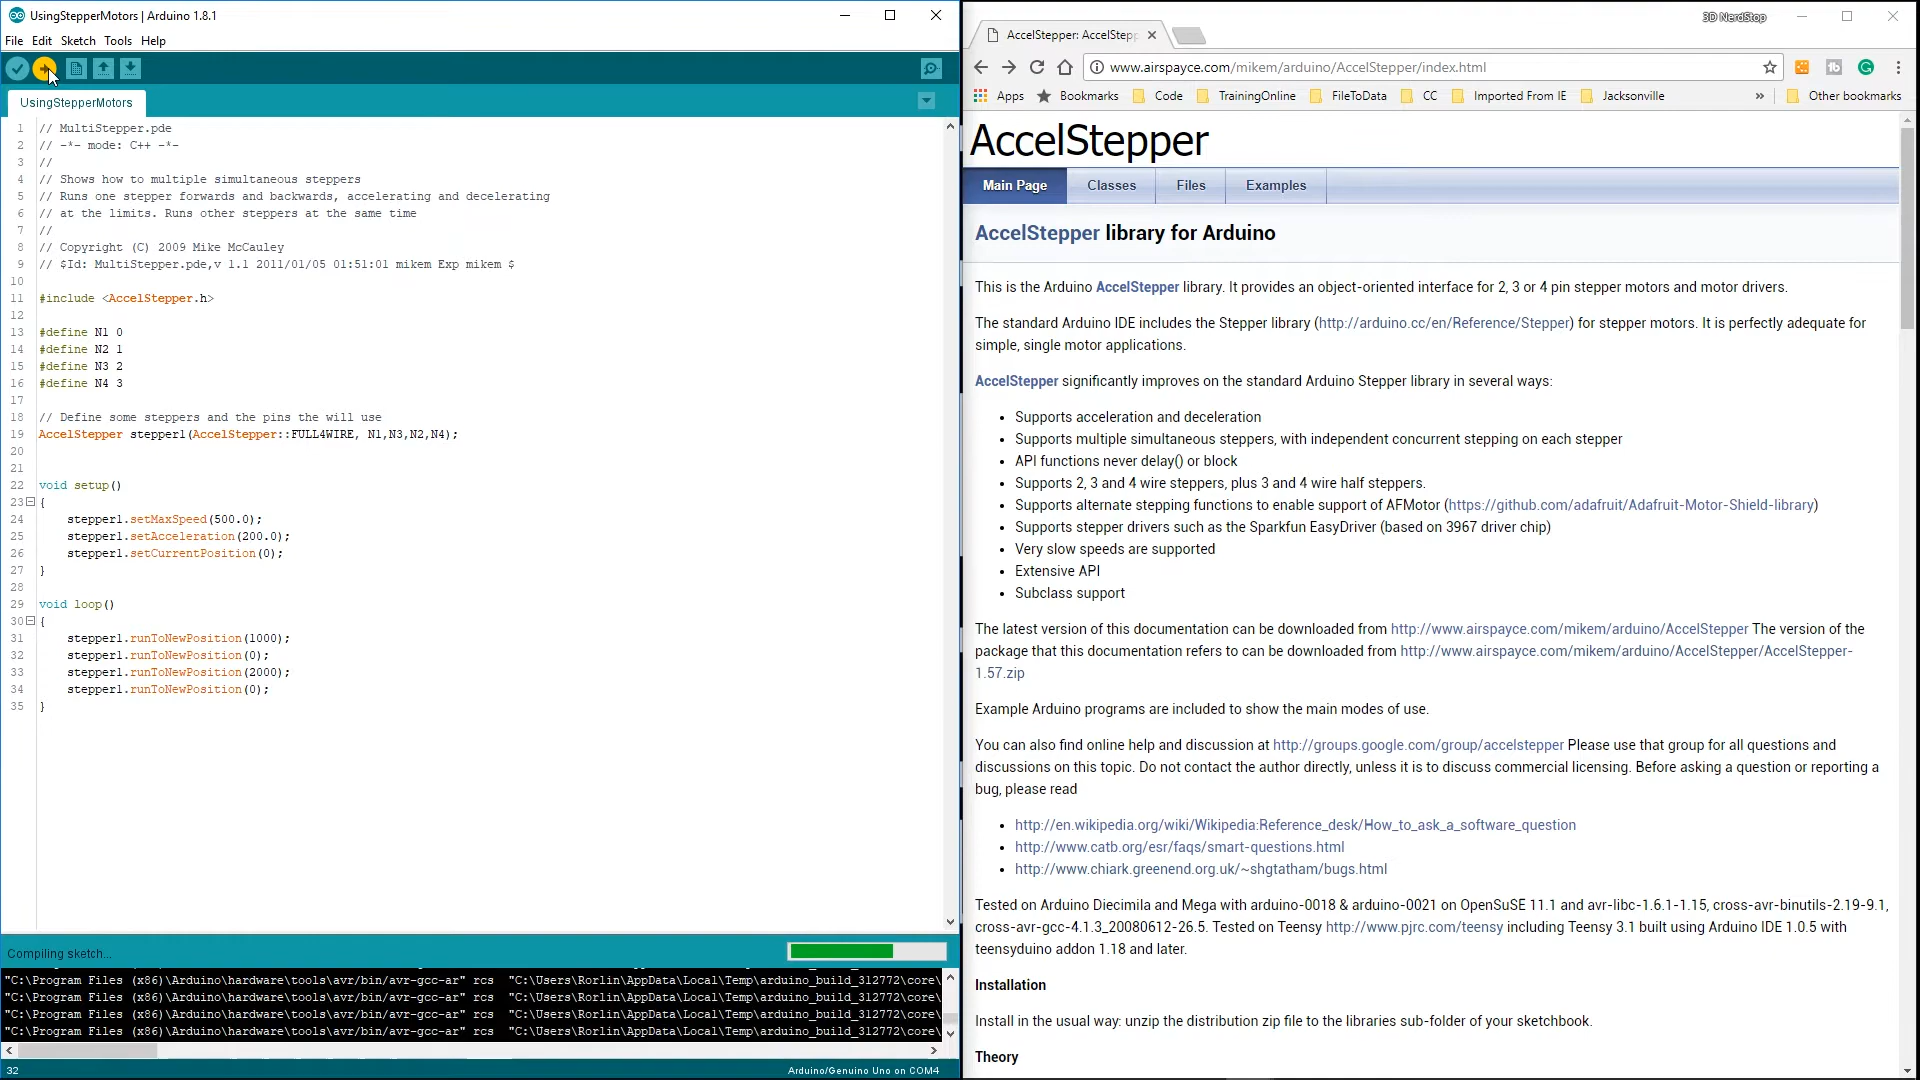 UsingStepperMotors | Arduino 1.8.1
File Edit Sketch Tools Help
UsingStepperMotors
1 // MultiStepper.pde
2 // -*- mode: C++ -*-
3 //
4 // Shows how to multiple simultaneous steppers
5 // Runs one stepper forwards and backwards, accelerating and decelerating
6 // at the limits. Runs other steppers at the same time
7 //
8 // Copyright (C) 2009 Mike McCauley
9 // $Id: MultiStepper.pde,v 1.1 2011/01/05 01:51:01 mikem Exp mikem $
10
11 #include <AccelStepper.h>
12
13 #define N1 0
14 #define N2 1
15 #define N3 2
16 #define N4 3
17
18 // Define some steppers and the pins the will use
19 AccelStepper stepper1(AccelStepper::FULL4WIRE, N1,N3,N2,N4);
20
21
22 void setup()
23 {
24 stepper1.setMaxSpeed(500.0);
25 stepper1.setAcceleration(200.0);
26 stepper1.setCurrentPosition(0);
27 }
28
29 void loop()
30 {
31 stepper1.runToNewPosition(1000);
32 stepper1.runToNewPosition(0);
33 stepper1.runToNewPosition(2000);
34 stepper1.runToNewPosition(0);
35 }
Compiling sketch...
"C:\Program Files (x86)\Arduino\hardware\tools\avr/bin/avr-gcc-ar" rcs "C:\Users\Rorlin\AppData\Local\Temp\arduino_build_312772\core\
"C:\Program Files (x86)\Arduino\hardware\tools\avr/bin/avr-gcc-ar" rcs "C:\Users\Rorlin\AppData\Local\Temp\arduino_build_312772\core\
"C:\Program Files (x86)\Arduino\hardware\tools\avr/bin/avr-gcc-ar" rcs "C:\Users\Rorlin\AppData\Local\Temp\arduino_build_312772\core\
"C:\Program Files (x86)\Arduino\hardware\tools\avr/bin/avr-gcc-ar" rcs "C:\Users\Rorlin\AppData\Local\Temp\arduino_build_312772\core\
32 Arduino/Genuino Uno on COM4
3D NerdStop
AccelStepper: AccelStepp
www.airspayce.com/mikem/arduino/AccelStepper/index.html
Apps Bookmarks Code TrainingOnline FileToData CC Imported From IE Jacksonville » Other bookmarks
AccelStepper
Main Page Classes Files Examples
AccelStepper library for Arduino
This is the Arduino AccelStepper library. It provides an object-oriented interface for 2, 3 or 4 pin stepper motors and motor drivers.
The standard Arduino IDE includes the Stepper library (http://arduino.cc/en/Reference/Stepper) for stepper motors. It is perfectly adequate for
simple, single motor applications.
AccelStepper significantly improves on the standard Arduino Stepper library in several ways:
• Supports acceleration and deceleration
• Supports multiple simultaneous steppers, with independent concurrent stepping on each stepper
• API functions never delay() or block
• Supports 2, 3 and 4 wire steppers, plus 3 and 4 wire half steppers.
• Supports alternate stepping functions to enable support of AFMotor (https://github.com/adafruit/Adafruit-Motor-Shield-library)
• Supports stepper drivers such as the Sparkfun EasyDriver (based on 3967 driver chip)
• Very slow speeds are supported
• Extensive API
• Subclass support
The latest version of this documentation can be downloaded from http://www.airspayce.com/mikem/arduino/AccelStepper The version of the
package that this documentation refers to can be downloaded from http://www.airspayce.com/mikem/arduino/AccelStepper/AccelStepper-
1.57.zip
Example Arduino programs are included to show the main modes of use.
You can also find online help and discussion at http://groups.google.com/group/accelstepper Please use that group for all questions and
discussions on this topic. Do not contact the author directly, unless it is to discuss commercial licensing. Before asking a question or reporting a
bug, please read
• http://en.wikipedia.org/wiki/Wikipedia:Reference_desk/How_to_ask_a_software_question
• http://www.catb.org/esr/faqs/smart-questions.html
• http://www.chiark.greenend.org.uk/~shgtatham/bugs.html
Tested on Arduino Diecimila and Mega with arduino-0018 & arduino-0021 on OpenSuSE 11.1 and avr-libc-1.6.1-1.15, cross-avr-binutils-2.19-9.1,
cross-avr-gcc-4.1.3_20080612-26.5. Tested on Teensy http://www.pjrc.com/teensy including Teensy 3.1 built using Arduino IDE 1.0.5 with
teensyduino addon 1.18 and later.
Installation
Install in the usual way: unzip the distribution zip file to the libraries sub-folder of your sketchbook.
Theory